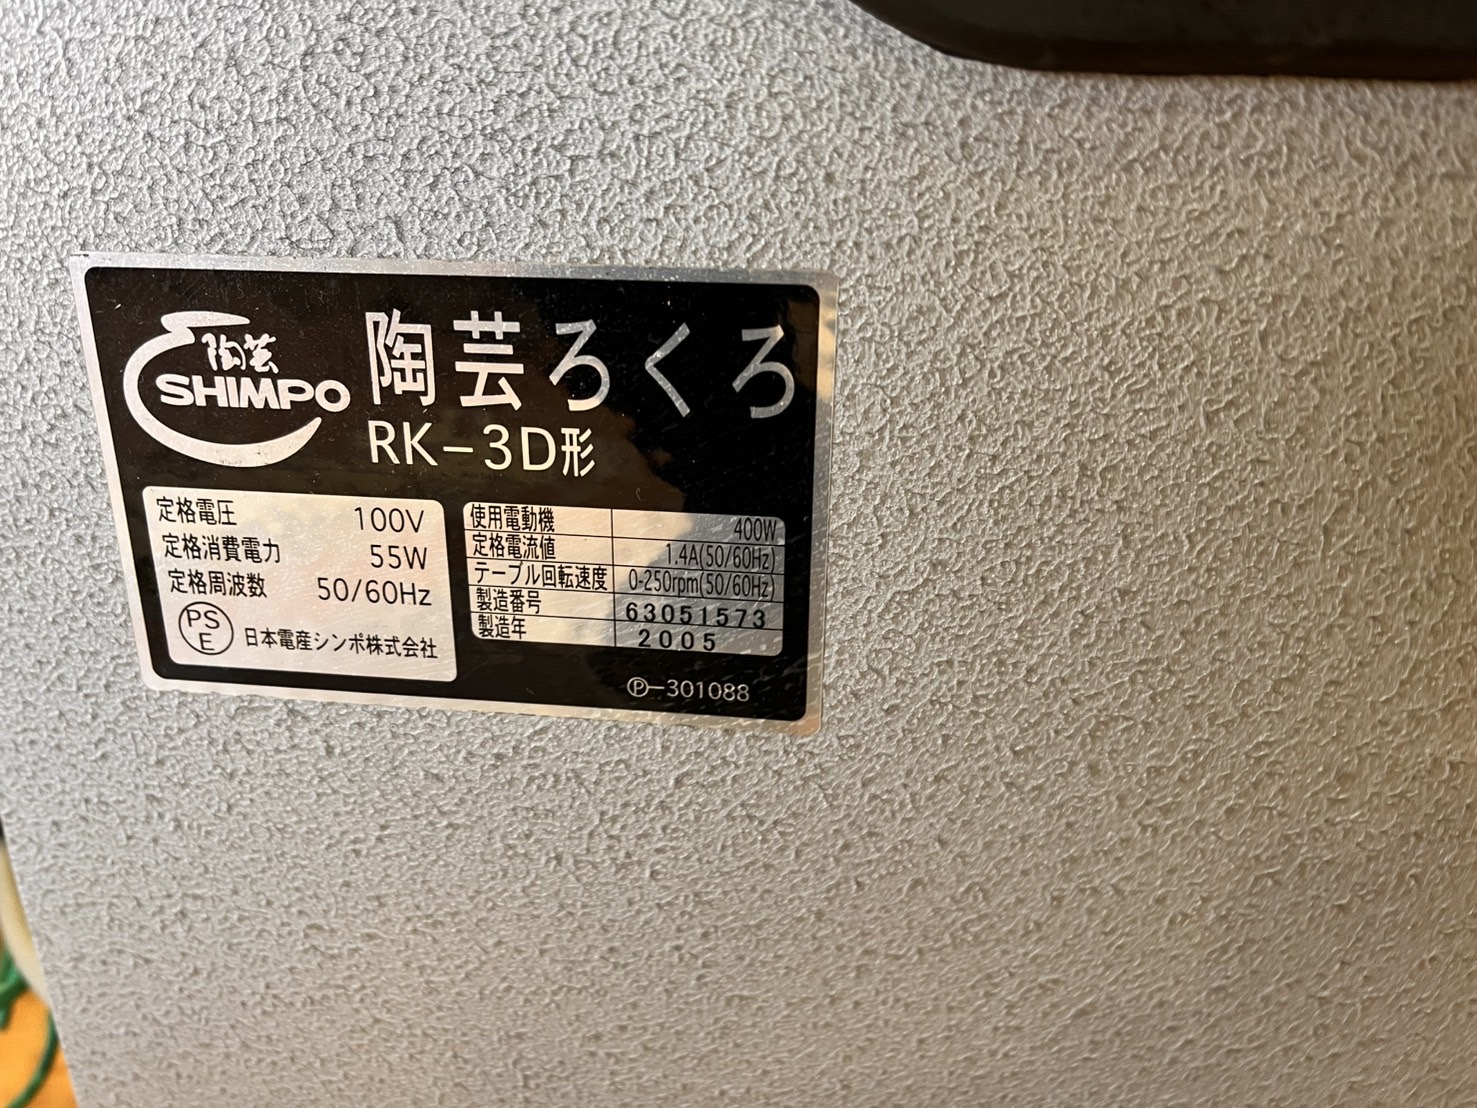 陶芸
SHIMPO
陶芸ろくろ
RK-3D形
定格電圧 100V
定格消費電力 55W
定格周波数 50/60Hz
PS
E
日本電産シンポ株式会社
使用電動機 400W
定格電流値 1.4A(50/60Hz)
テーブル回転速度 0-250rpm(50/60Hz)
製造番号 63051573
製造年 2005
Ⓟ-301088